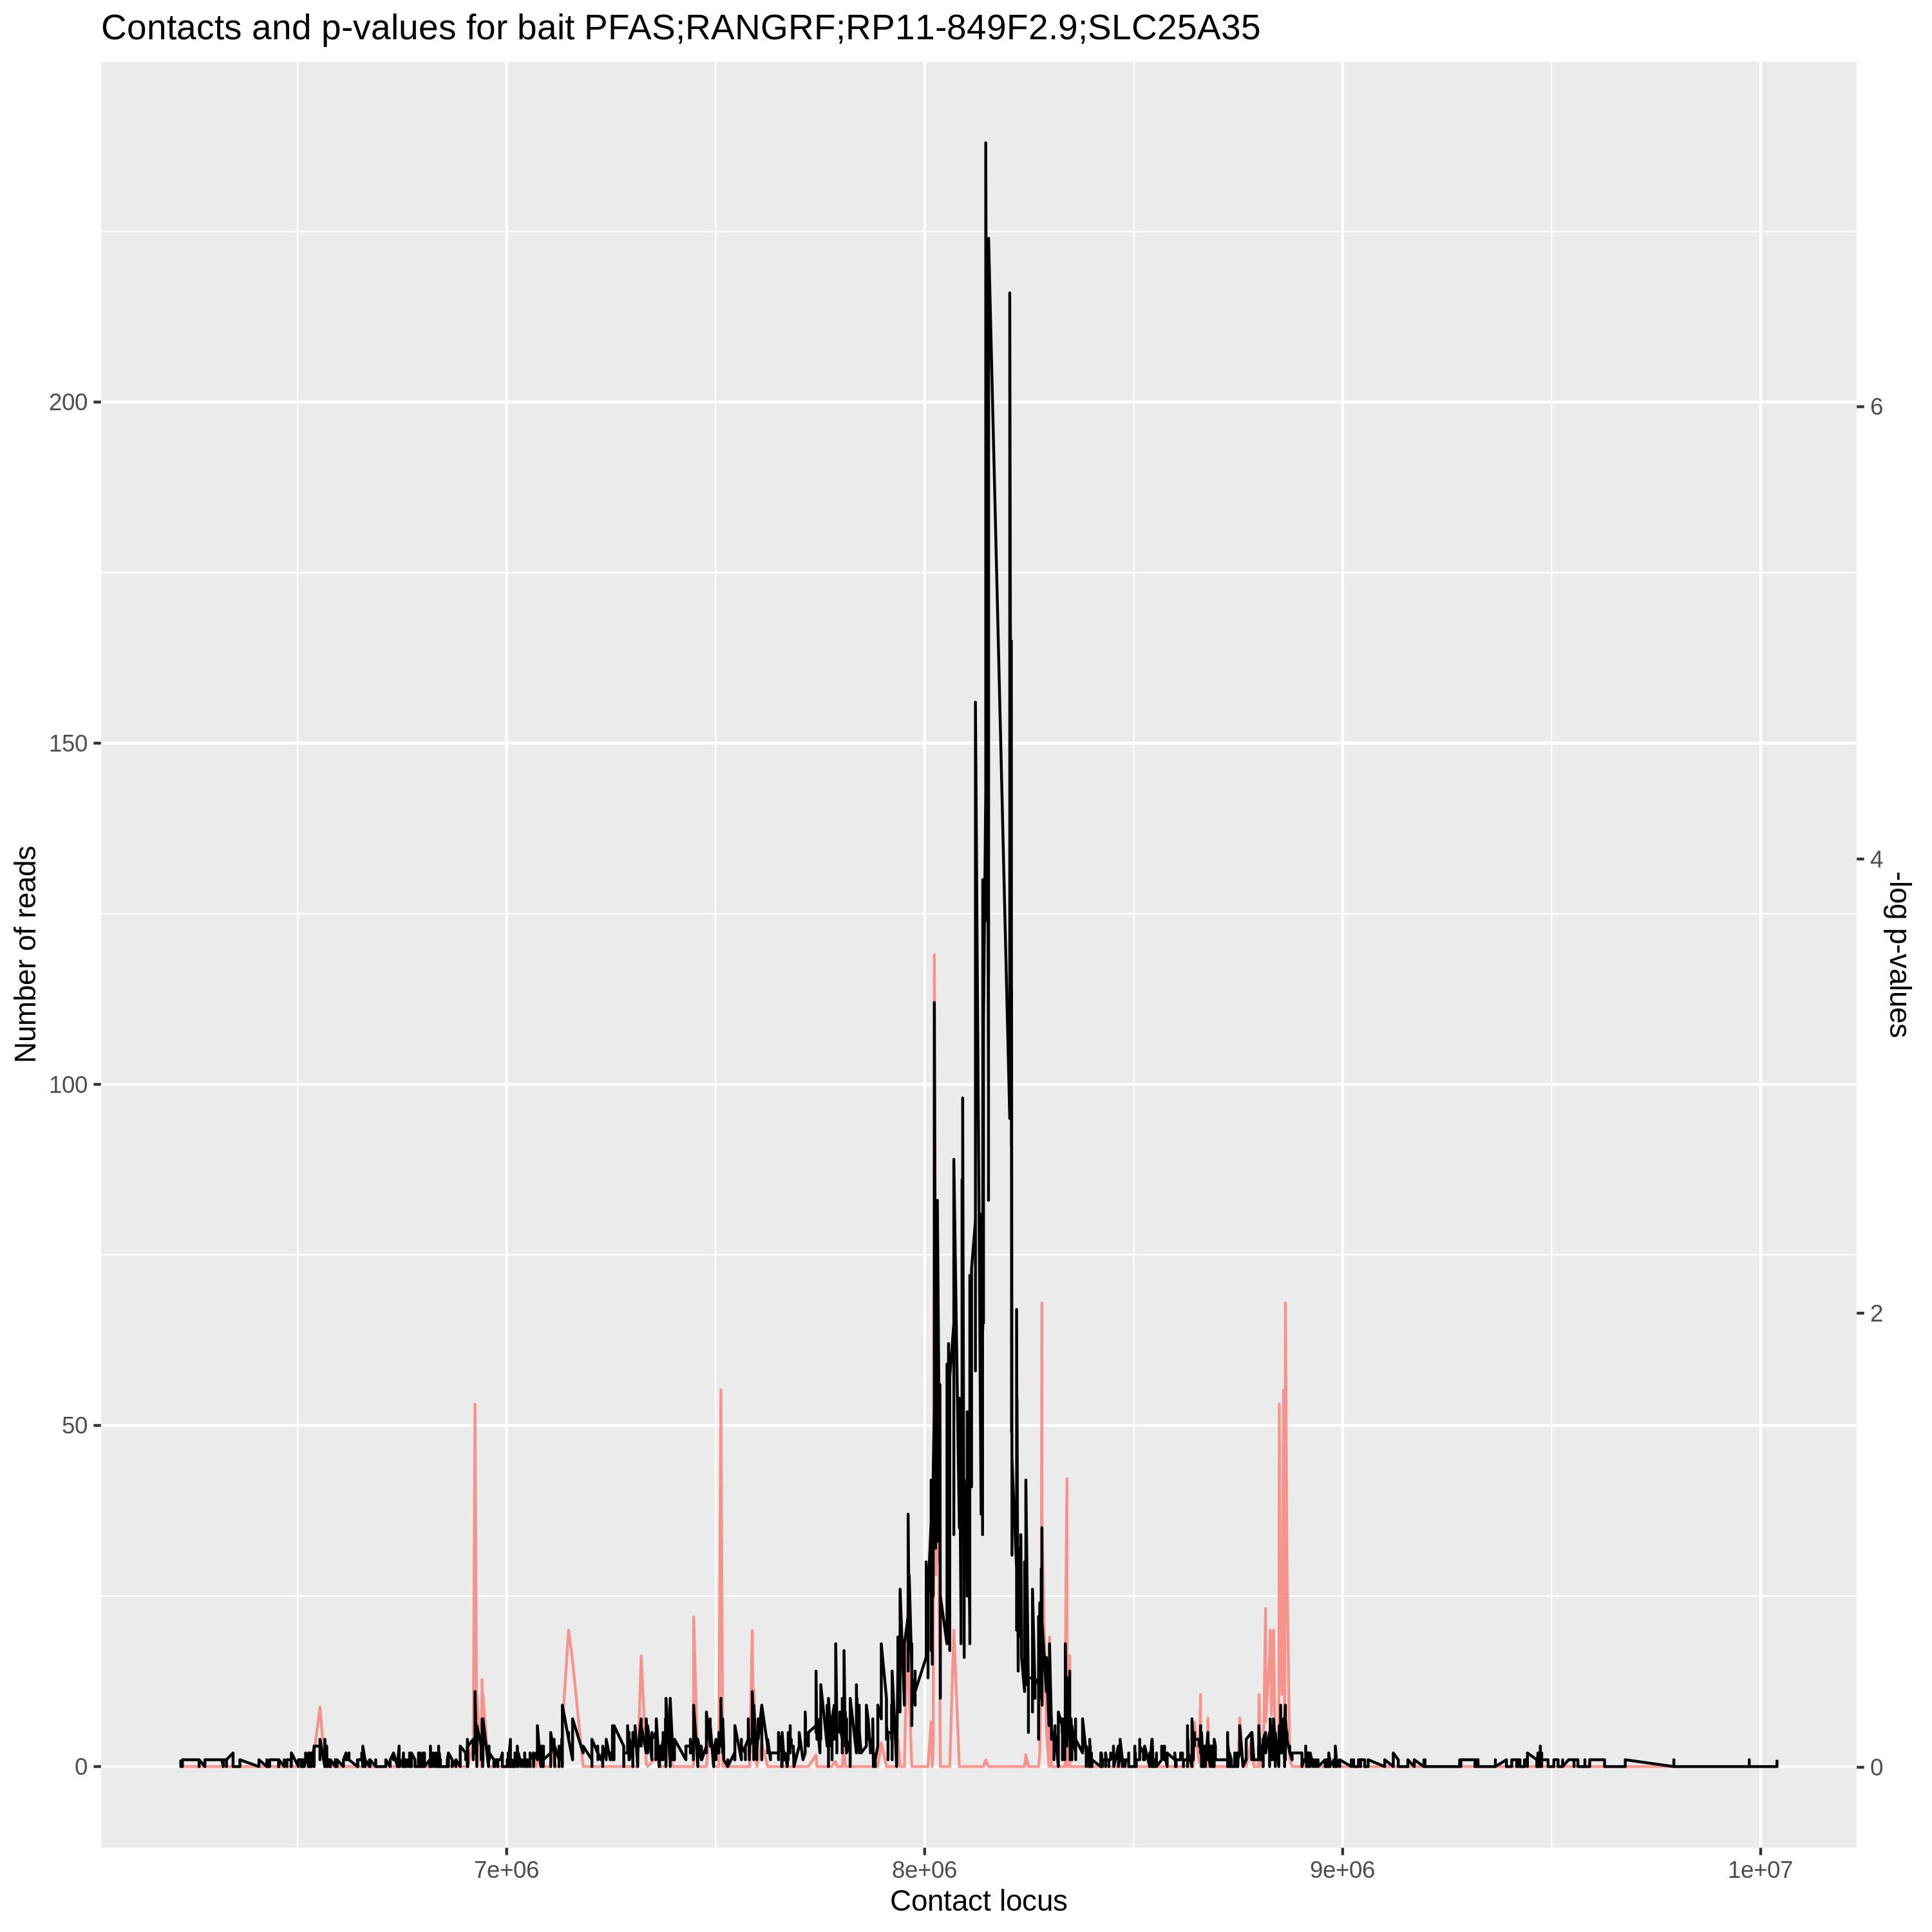 Contacts and p-values for bait PFAS;RANGRF;RP11-849F2.9;SLC25A35
200
150
100
50
0
Number of reads
6
4
2
0
-log p-values
7e+06
8e+06
9e+06
1e+07
Contact locus